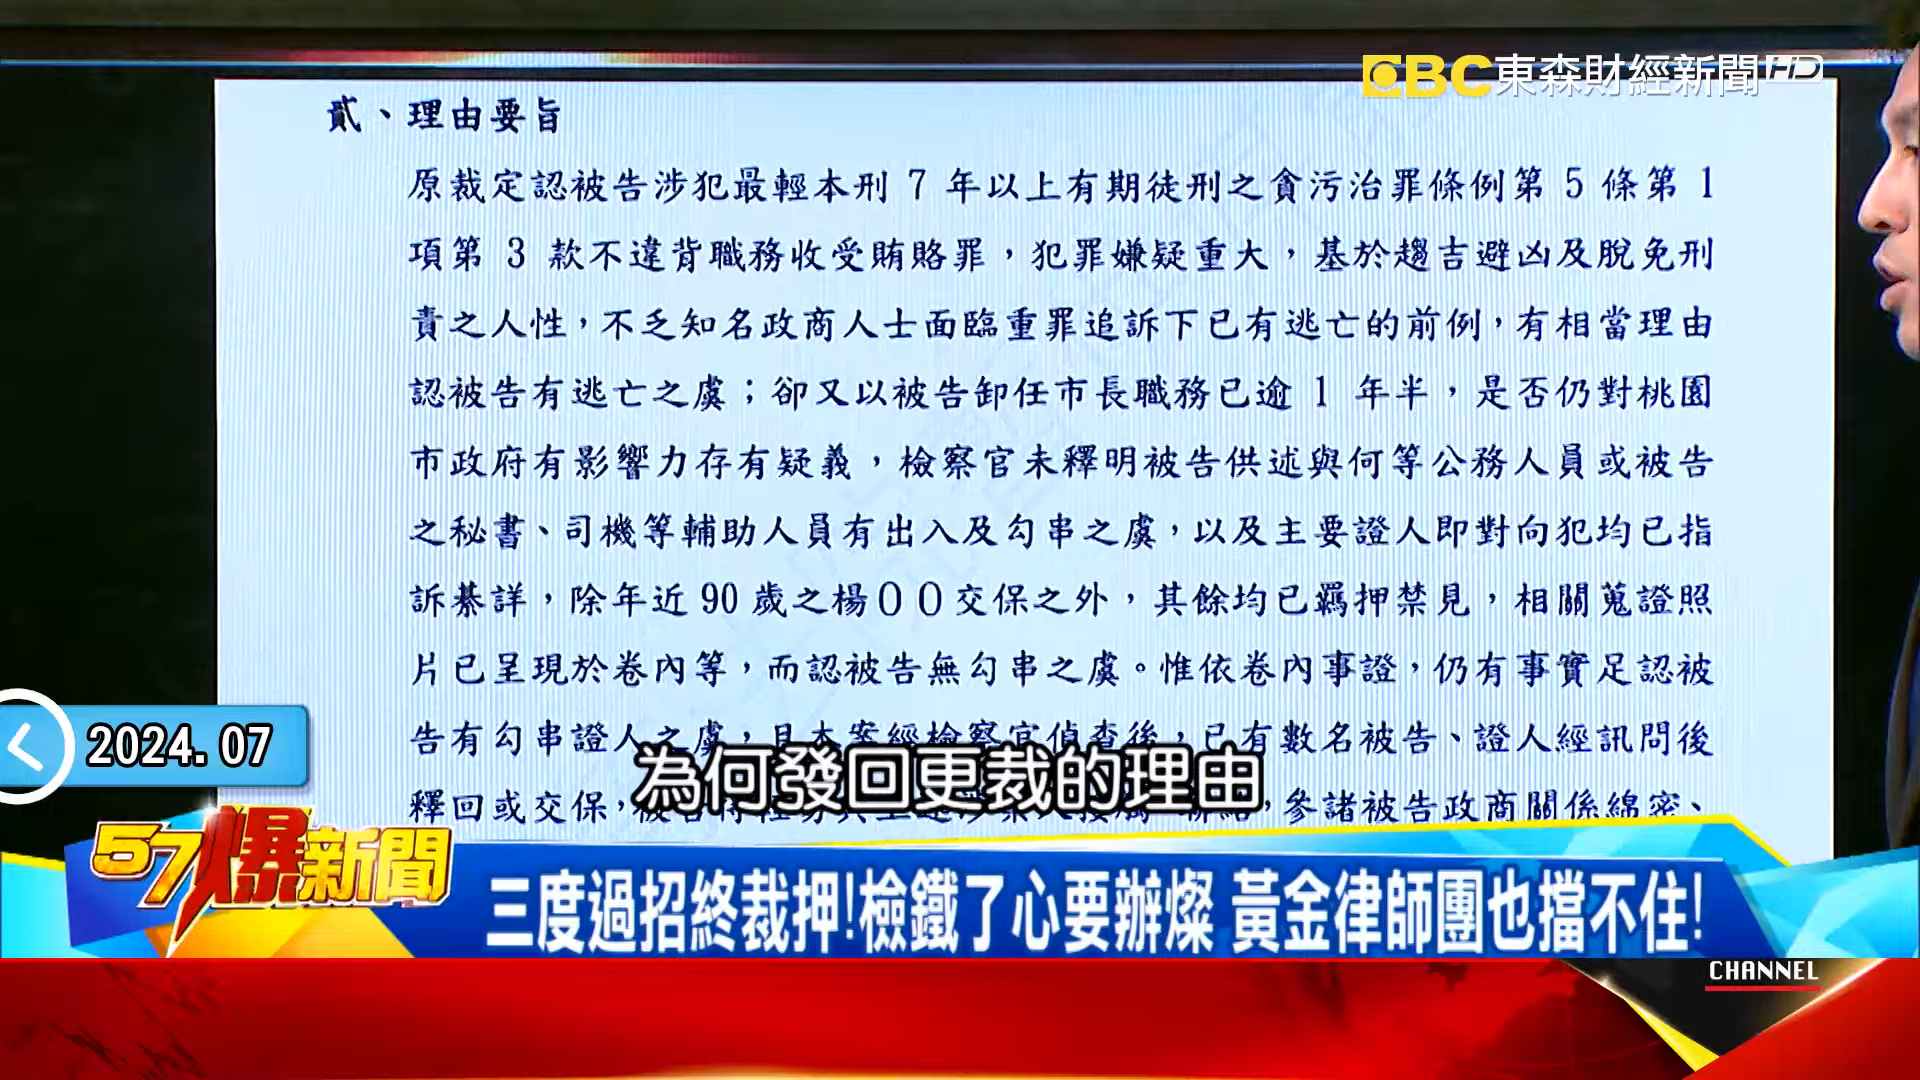 EBC東森財經新聞HD
貳、理由要旨
原裁定認被告涉犯最輕本刑7年以上有期徒刑之貪污治罪條例第5條第1
項第3款不違背職務收受賄賂罪，犯罪嫌疑重大，基於趨吉避凶及脫免刑
責之人性，不乏知名政商人士面臨重罪追訴下已有逃亡的前例，有相當理由
認被告有逃亡之虞；卻又以被告卸任市長職務已逾1年半，是否仍對桃園
市政府有影響力存有疑義，檢察官未釋明被告供述與何等公務人員或被告
之秘書、司機等輔助人員有出入及勾串之虞，以及主要證人即對向犯均已指
訴綦詳，除年近90歲之楊OO交保之外，其餘均已羈押禁見，相關蒐證照
片已呈現於卷內等，而認被告無勾串之虞。惟依卷內事證，仍有事實足認被
告有勾串證人之虞，且本案經檢察官偵查後，已有數名被告、證人經訊問後
釋回或交保，參諸被告政商關係綿密、
2024.07
為何發回更裁的理由
57爆新聞
三度過招終裁押!檢鐵了心要辦燦 黃金律師團也擋不住!
CHANNEL